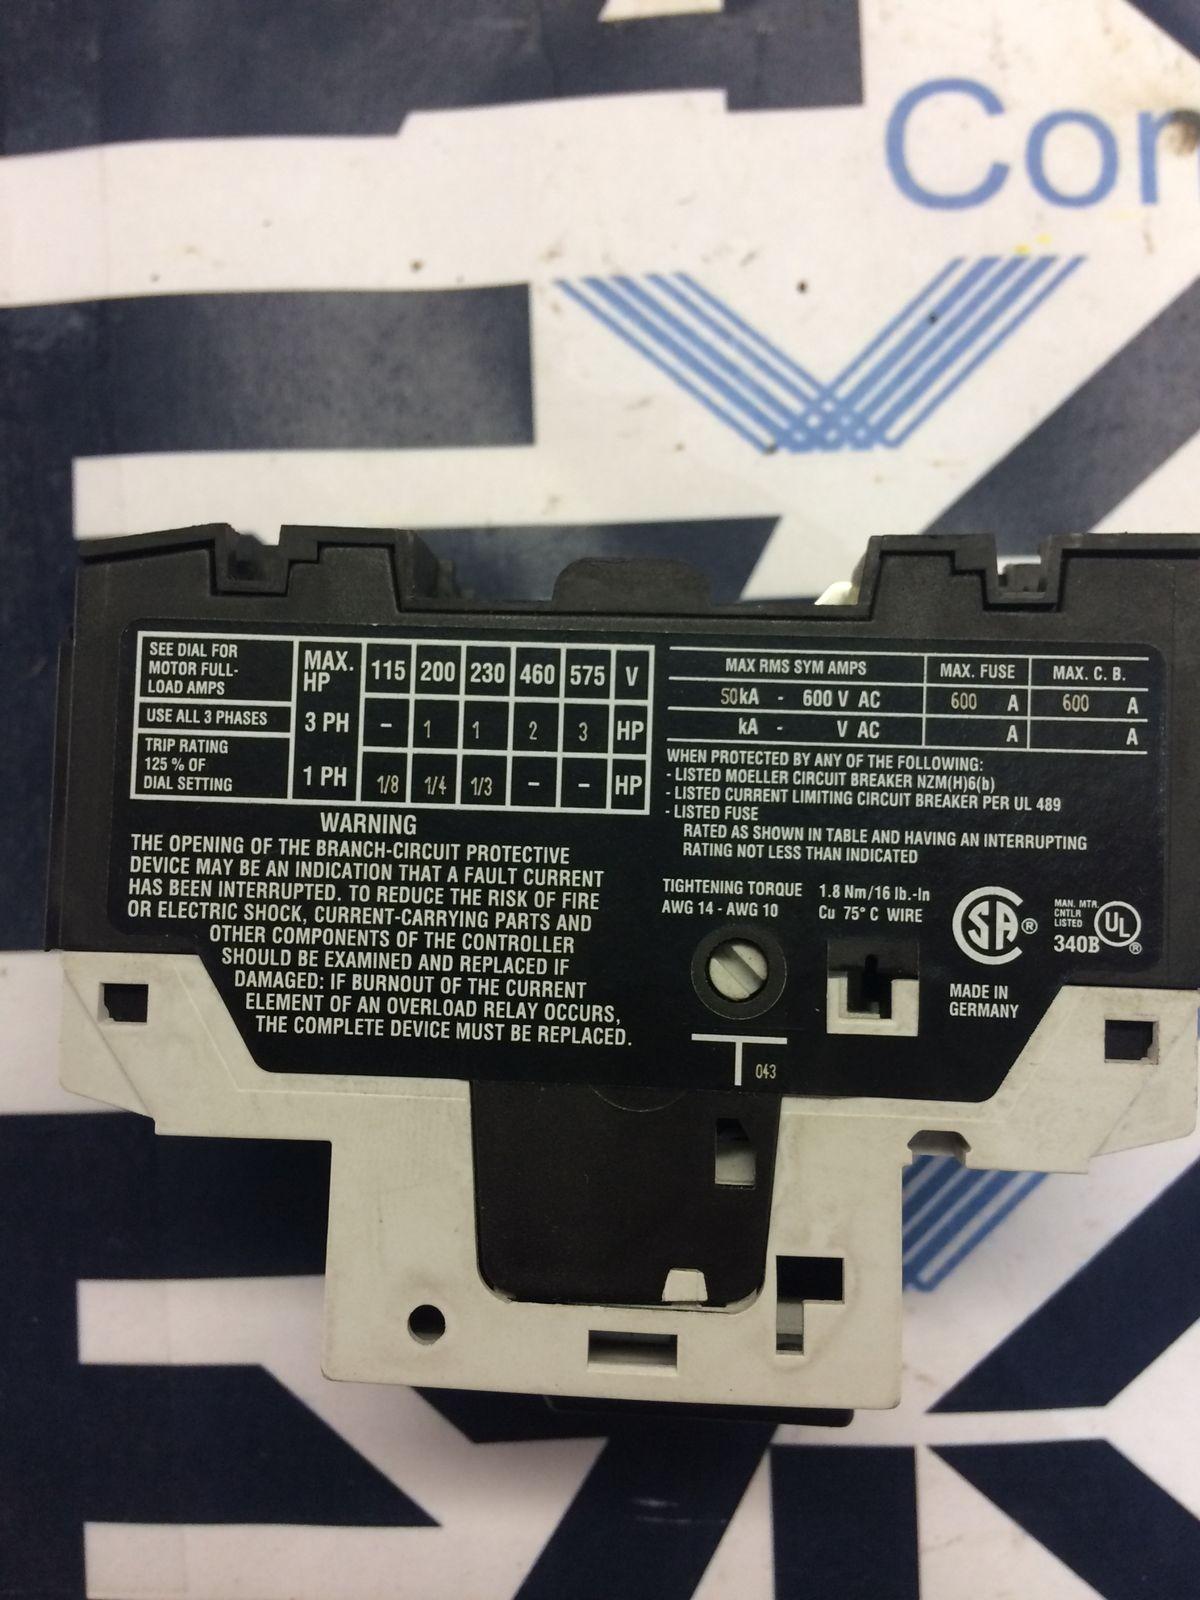 Con
SEE DIAL FOR
MOTOR FULL-
LOAD AMPS
MAX.
HP
115 200 230 460 575 V
USE ALL 3 PHASES
3 PH – 1 1 2 3 HP
TRIP RATING
125 % OF
DIAL SETTING
1 PH 1/8 1/4 1/3 – – HP
WARNING
THE OPENING OF THE BRANCH-CIRCUIT PROTECTIVE
DEVICE MAY BE AN INDICATION THAT A FAULT CURRENT
HAS BEEN INTERRUPTED. TO REDUCE THE RISK OF FIRE
OR ELECTRIC SHOCK, CURRENT-CARRYING PARTS AND
OTHER COMPONENTS OF THE CONTROLLER
SHOULD BE EXAMINED AND REPLACED IF
DAMAGED: IF BURNOUT OF THE CURRENT
ELEMENT OF AN OVERLOAD RELAY OCCURS,
THE COMPLETE DEVICE MUST BE REPLACED.
MAX RMS SYM AMPS MAX. FUSE MAX. C. B.
50kA - 600 V AC 600 A 600 A
kA - V AC A A
WHEN PROTECTED BY ANY OF THE FOLLOWING:
- LISTED MOELLER CIRCUIT BREAKER NZM(H)6(b)
- LISTED CURRENT LIMITING CIRCUIT BREAKER PER UL 489
- LISTED FUSE
RATED AS SHOWN IN TABLE AND HAVING AN INTERRUPTING
RATING NOT LESS THAN INDICATED
TIGHTENING TORQUE 1.8 Nm/16 lb.-In
AWG 14 - AWG 10 Cu 75° C WIRE
SA ®
MAN. MTR.
CNTLR
LISTED
340B
UL ®
MADE IN
GERMANY
043